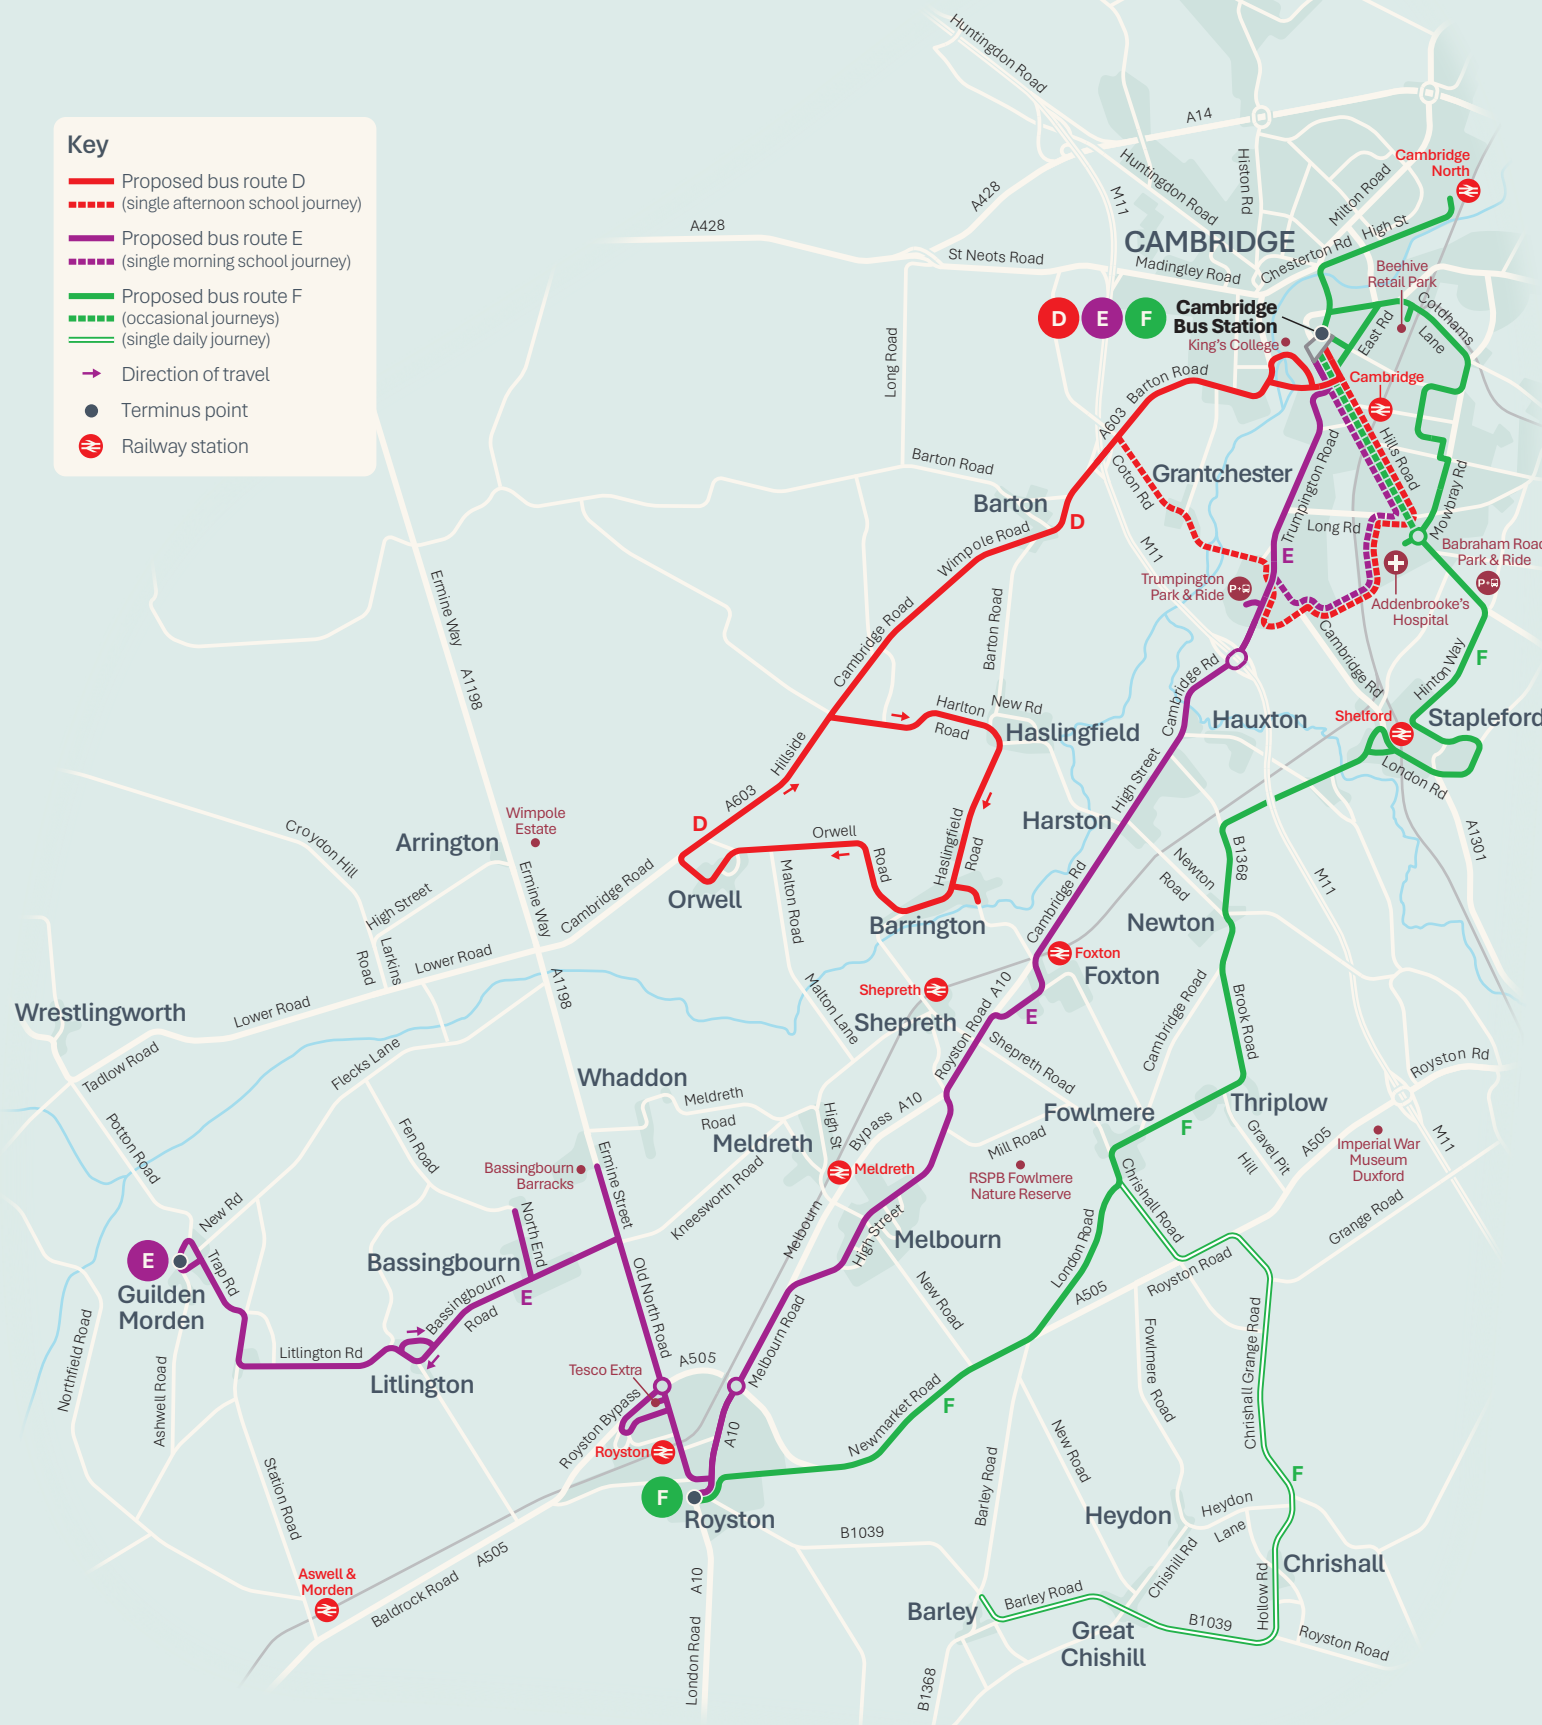 Key
Proposed bus route D
(single afternoon school journey)
Proposed bus route E
(single morning school journey)
Proposed bus route F
(occasional journeys)
(single daily journey)
Direction of travel
Terminus point
Railway station
Huntingdon Road
A14
Huntingdon Road
Histon Rd
Milton Road
Cambridge
North
A428
A428
M11
CAMBRIDGE
St Neots Road
Madingley Road
Chesterton Rd
High St
Beehive
Retail Park
Coldhams
Lane
D
E
F
Cambridge
Bus Station
King's College
East Rd
Cambridge
Long Road
Barton Road
A603
Barton Road
Coton Rd
Grantchester
Trumpington Road
Hills Road
Mowbray Rd
Barton
D
Wimpole Road
M11
Long Rd
E
Babraham Road
Park & Ride
P+
Trumpington
Park & Ride
P+
Addenbrooke's
Hospital
Ermine Way
A1198
Cambridge Road
Barton Road
Cambridge Rd
Hinton Way
F
Cambridge Rd
Harlton
Road
New Rd
Haslingfield
Hauxton
Shelford
Stapleford
London Rd
Hillside
A603
D
High Street
Harston
Wimpole
Estate
Arrington
Croydon Hill
High Street
Ermine Way
Cambridge Road
Orwell
Orwell
Road
Malton Road
Haslingfield
Road
Barrington
Cambridge Rd
Newton
Road
B1368
M11
A1301
Newton
Larkins
Road
Lower Road
A1198
Lower Road
Wrestlingworth
Tadlow Road
Flecks Lane
Malton Lane
Shepreth
Shepreth
Foxton
Foxton
A10
Royston Road
E
Cambridge Road
Brook Road
Shepreth Road
Whaddon
Meldreth
Road
Meldreth
High St
Bypass
A10
Fowlmere
Mill Road
RSPB Fowlmere
Nature Reserve
Thriplow
F
Gravel Pit
Hill
A505
Royston Rd
Imperial War
Museum
Duxford
M11
Grange Road
Potton Road
Fen Road
Bassingbourn
Barracks
Ermine Street
Kneesworth Road
Meldreth
Melbourn
High Street
Melbourn
Chrishall Road
London Road
Royston Road
A505
New Rd
E
Guilden
Morden
Trap Rd
North End
Bassingbourn
Bassingbourn
Road
E
Old North Road
New Road
Melbourn Road
Northfield Road
Litlington Rd
Litlington
Ashwell Road
Tesco Extra
A505
Royston Bypass
Royston
A10
Fowlmere
Road
Chrishall Grange Road
Newmarket Road
F
New Road
Barley Road
F
Station Road
F
Royston
Heydon
Heydon
Lane
B1039
Chishill Rd
Chrishall
Hollow Rd
Aswell &
Morden
A505
Baldrock Road
A10
London Road
Barley
Barley Road
Great
Chishill
B1039
Royston Road
B1368